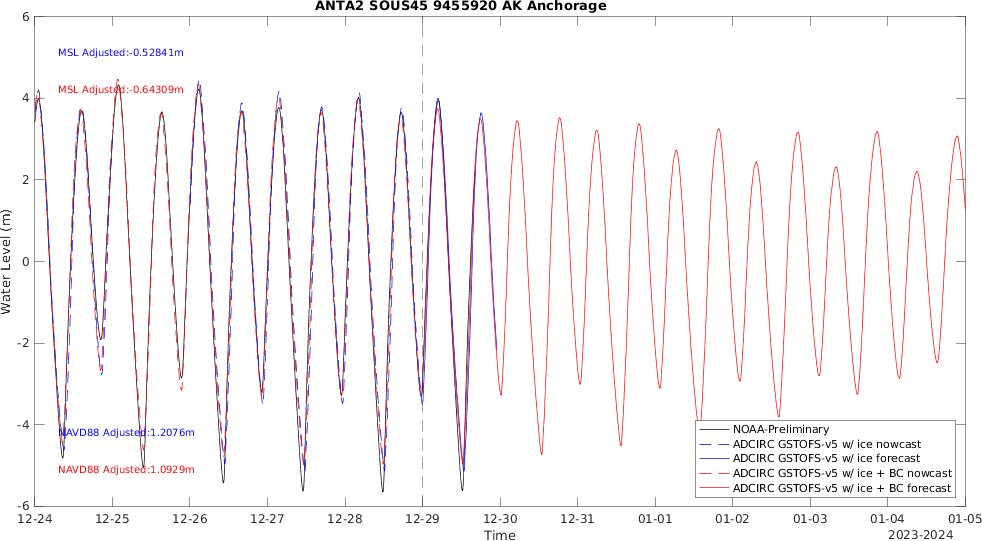 ANTA2 SOUS45 9455920 AK Anchorage
6
MSL Adjusted:-0.52841m
4
MSL Adjusted:-0.64309m
2
Water Level (m)
0
-2
-4
NAVD88 Adjusted:1.2076m
NAVD88 Adjusted:1.0929m
-6
NOAA-Preliminary
ADCIRC GSTOFS-v5 w/ ice nowcast
ADCIRC GSTOFS-v5 w/ ice forecast
ADCIRC GSTOFS-v5 w/ ice + BC nowcast
ADCIRC GSTOFS-v5 w/ ice + BC forecast
12-24 12-25 12-26 12-27 12-28 12-29 12-30 12-31 01-01 01-02 01-03 01-04 01-05
Time
2023-2024